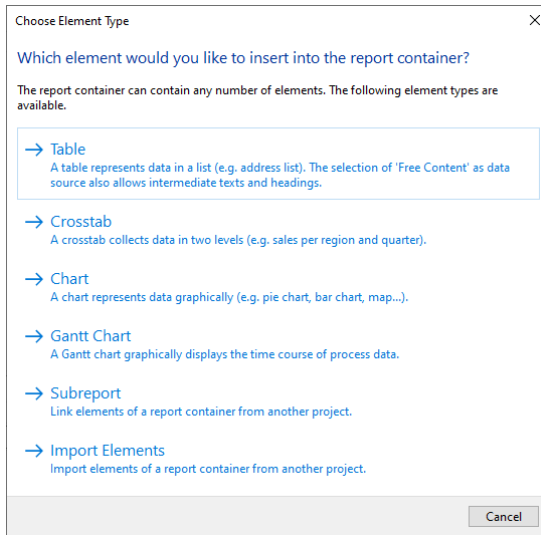 Choose Element Type
Which element would you like to insert into the report container?
The report container can contain any number of elements. The following element types are
available.
Table
A table represents data in a list (e.g. address list). The selection of 'Free Content' as data
source also allows intermediate texts and headings.
Crosstab
A crosstab collects data in two levels (e.g. sales per region and quarter).
Chart
A chart represents data graphically (e.g. pie chart, bar chart, map...).
Gantt Chart
A Gantt chart graphically displays the time course of process data.
Subreport
Link elements of a report container from another project.
Import Elements
Import elements of a report container from another project.
Cancel